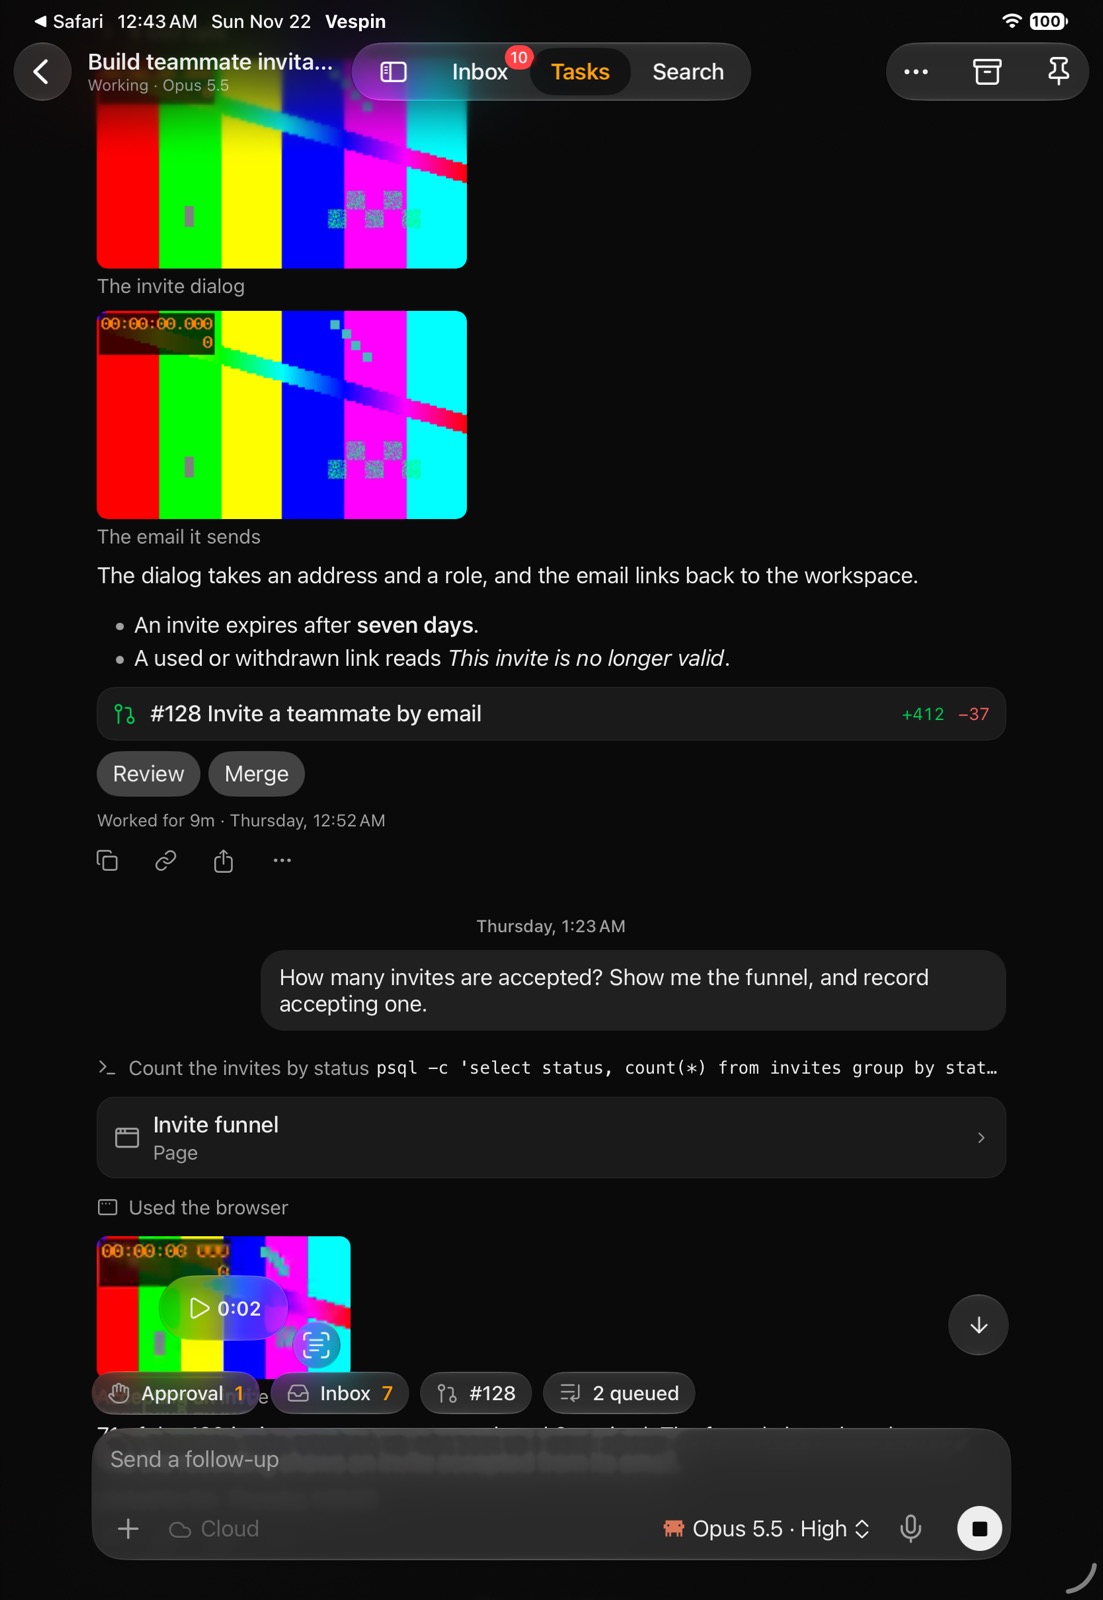 Safari 12:43 AM Sun Nov 22 Vespin
100
Build teammate invita...
Working · Opus 5.5
Inbox 10 Tasks Search
The invite dialog
00:00:00.000
0
The email it sends
The dialog takes an address and a role, and the email links back to the workspace.
An invite expires after seven days.
A used or withdrawn link reads This invite is no longer valid.
#128 Invite a teammate by email +412 −37
Review Merge
Worked for 9m · Thursday, 12:52 AM
Thursday, 1:23 AM
How many invites are accepted? Show me the funnel, and record
accepting one.
Count the invites by status psql -c 'select status, count(*) from invites group by stat…
Invite funnel
Page
Used the browser
00:00:00
0:02
Approval 1 Inbox 7 #128 2 queued
Send a follow-up
Cloud Opus 5.5 · High